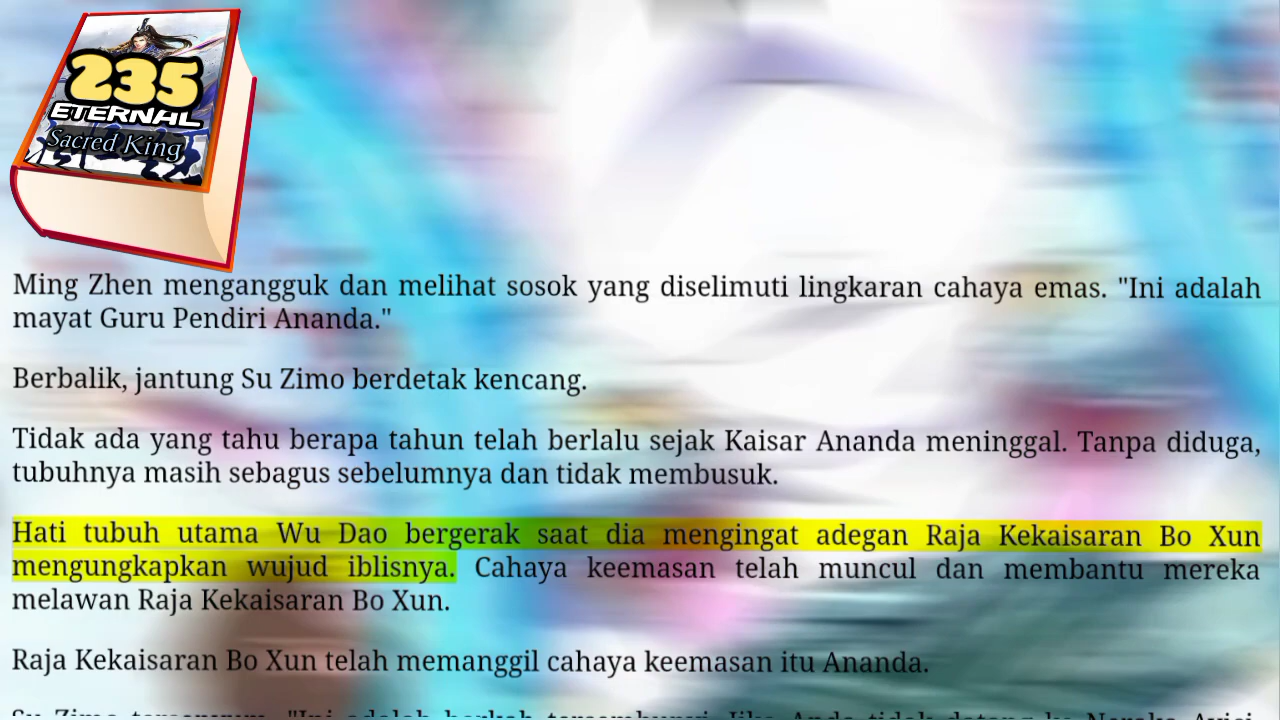 235
ETERNAL
Sacred King
Ming Zhen mengangguk dan melihat sosok yang diselimuti lingkaran cahaya emas. "Ini adalah
mayat Guru Pendiri Ananda."
Berbalik, jantung Su Zimo berdetak kencang.
Tidak ada yang tahu berapa tahun telah berlalu sejak Kaisar Ananda meninggal. Tanpa diduga,
tubuhnya masih sebagus sebelumnya dan tidak membusuk.
Hati tubuh utama Wu Dao bergerak saat dia mengingat adegan Raja Kekaisaran Bo Xun
mengungkapkan wujud iblisnya. Cahaya keemasan telah muncul dan membantu mereka
melawan Raja Kekaisaran Bo Xun.
Raja Kekaisaran Bo Xun telah memanggil cahaya keemasan itu Ananda.